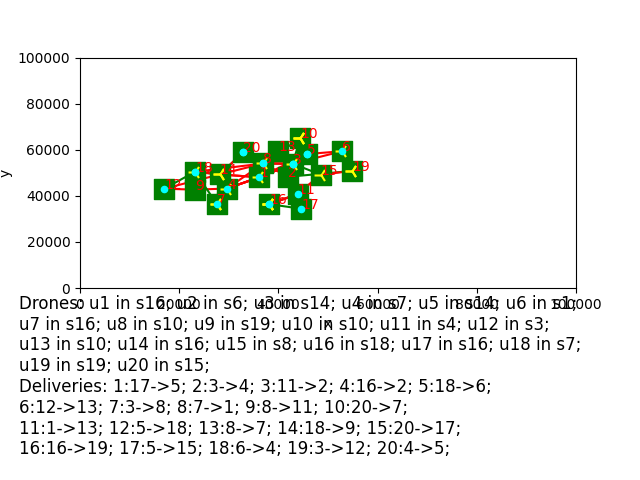 100000
80000
60000
40000
20000
0
y
Drones: u1 in s16; u2 in s6; u3 in s14; u4 in s7; u5 in s14; u6 in s1;
u7 in s16; u8 in s10; u9 in s19; u10 in s10; u11 in s4; u12 in s3;
u13 in s10; u14 in s16; u15 in s8; u16 in s18; u17 in s16; u18 in s7;
u19 in s19; u20 in s15;
Deliveries: 1:17->5; 2:3->4; 3:11->2; 4:16->2; 5:18->6;
6:12->13; 7:3->8; 8:7->1; 9:8->11; 10:20->7;
11:1->13; 12:5->18; 13:8->7; 14:18->9; 15:20->17;
16:16->19; 17:5->15; 18:6->4; 19:3->12; 20:4->5;